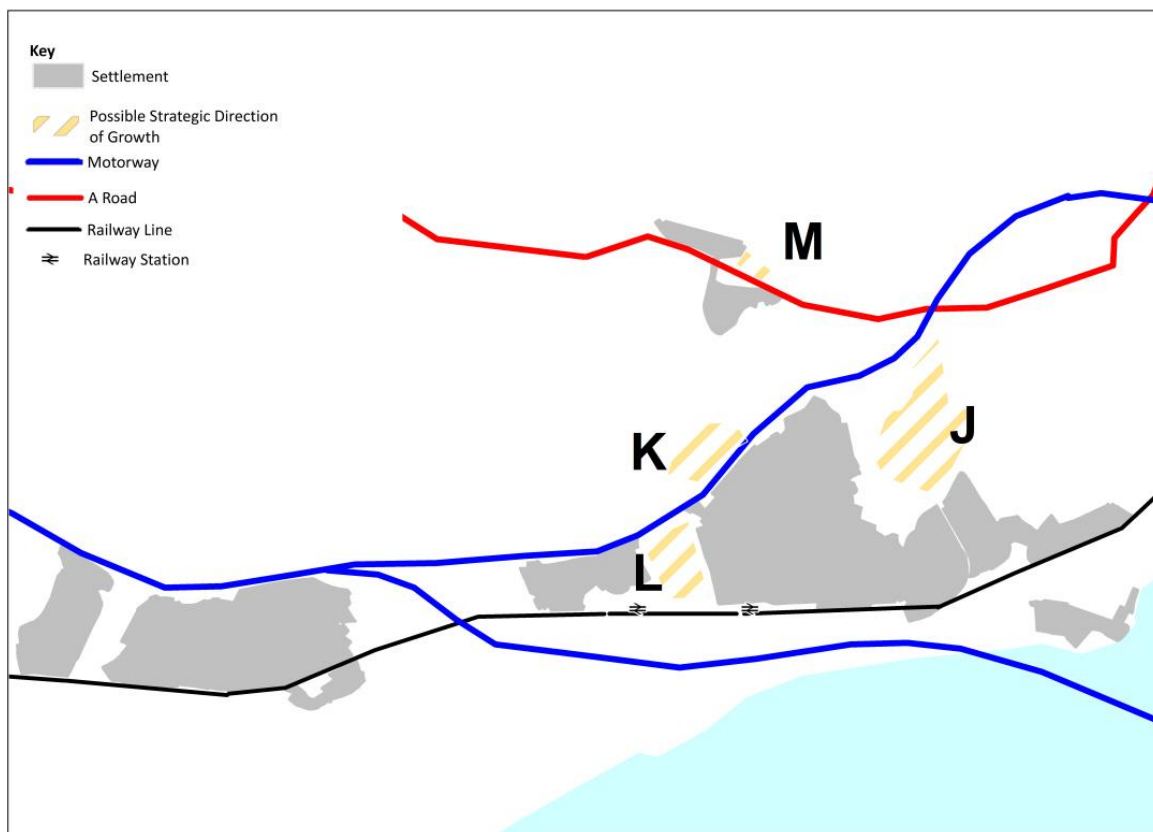 Key
Settlement
Possible Strategic Direction
of Growth
Motorway
A Road
Railway Line
Railway Station
M
K
J
L